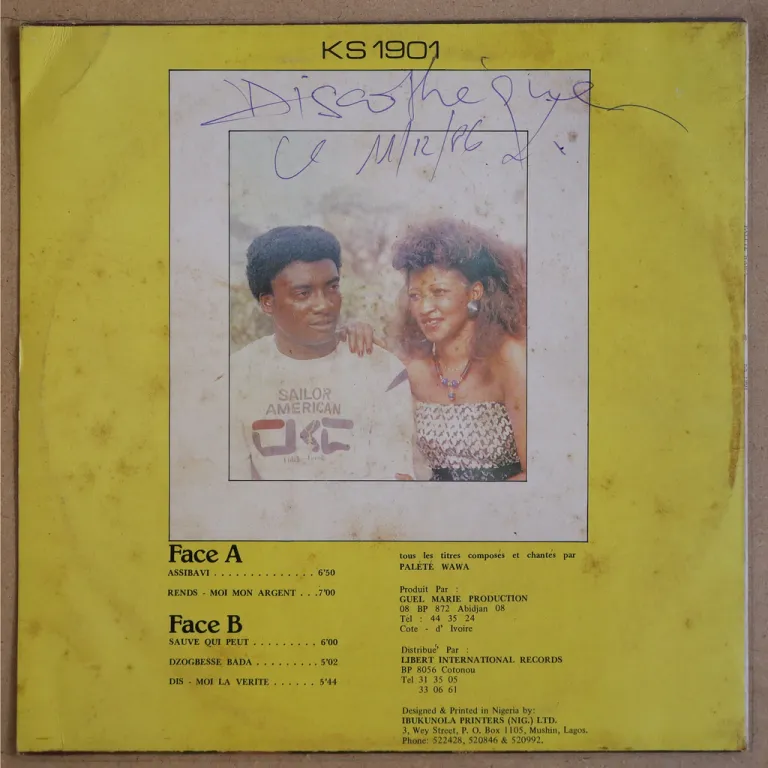 KS 1901
Discothèque
11/12/86
SAILOR
AMERICAN
Face A
ASSIBAVI . . . . . . . . . . . . . . 6'50
RENDS - MOI MON ARGENT . . .7'00
Face B
SAUVE QUI PEUT . . . . . . . . . 6'00
DZOGBESSE BADA . . . . . . . . . 5'02
DIS - MOI LA VERITE . . . . . . 5'44
tous les titres composés et chantés par
PALÉTÉ WAWA
Produit Par :
GUEL MARIE PRODUCTION
08 BP 872 Abidjan 08
Tel : 44 35 24
Cote - d' Ivoire
Distribue' Par :
LIBERT INTERNATIONAL RECORDS
BP 8056 Cotonou
Tel 31 35 05
33 06 61
Designed & Printed in Nigeria by:
IBUKUNOLA PRINTERS (NIG.) LTD.
3, Wey Street, P. O. Box 1105, Mushin, Lagos.
Phone: 522428, 520846 & 520992.